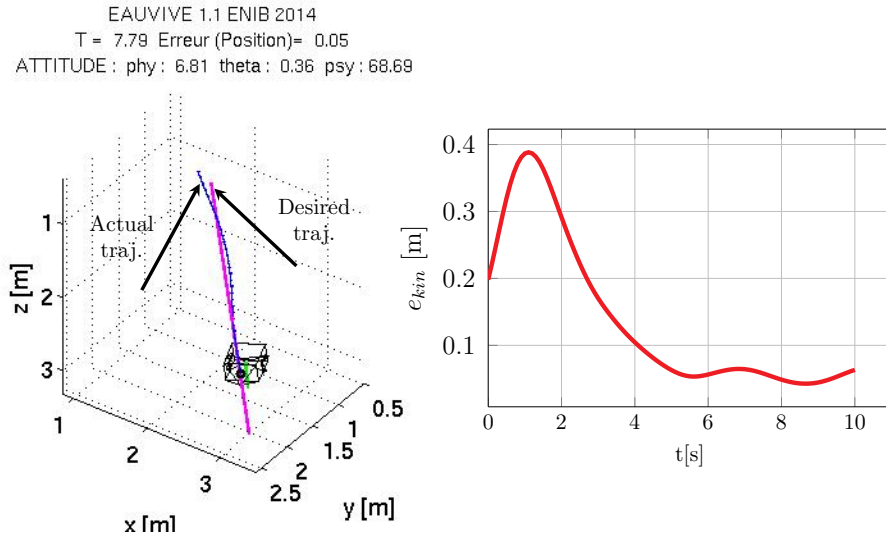 EAUVIVE 1.1 ENIB 2014
T = 7.79 Erreur (Position)= 0.05
ATTITUDE : phy : 6.81 theta : 0.36 psy : 68.69
Actual
traj.
Desired
traj.
z [m]
1
2
3
1
2
3
x [m]
0.5
1
1.5
2
2.5
y [m]
e_kin [m]
0.4
0.3
0.2
0.1
0
2
4
6
8
10
t[s]